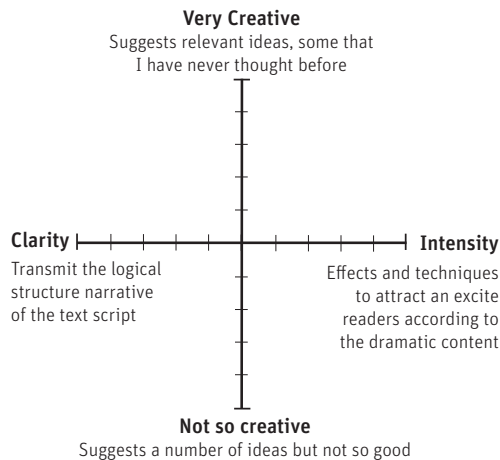 Very Creative
Suggests relevant ideas, some that
I have never thought before
Clarity
Transmit the logical
structure narrative
of the text script
Intensity
Effects and techniques
to attract an excite
readers according to
the dramatic content
Not so creative
Suggests a number of ideas but not so good